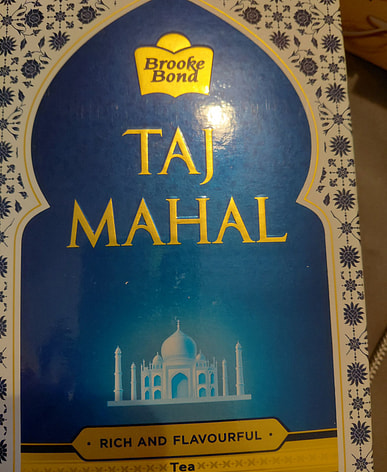 Brooke
Bond
TAJ
MAHAL
RICH AND FLAVOURFUL
Tea